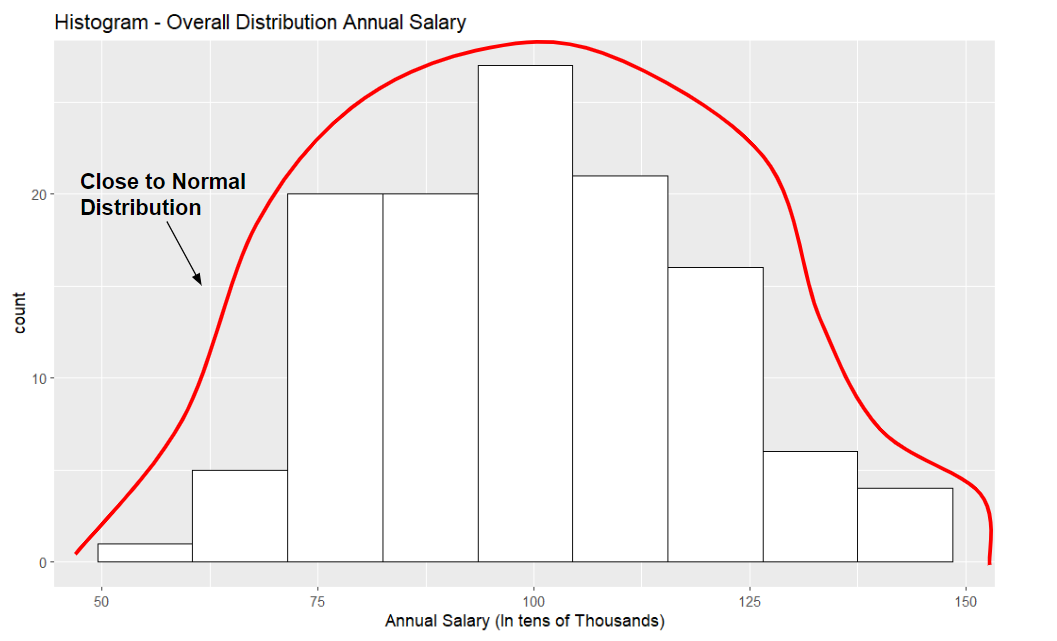 Histogram - Overall Distribution Annual Salary
Close to Normal
Distribution
20
10
0
count
50
75
100
125
150
Annual Salary (In tens of Thousands)